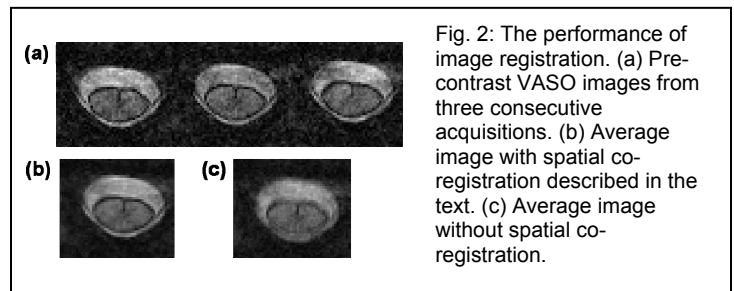 (a)
(b)
(c)
Fig. 2: The performance of
image registration. (a) Pre-
contrast VASO images from
three consecutive
acquisitions. (b) Average
image with spatial co-
registration described in the
text. (c) Average image
without spatial co-
registration.